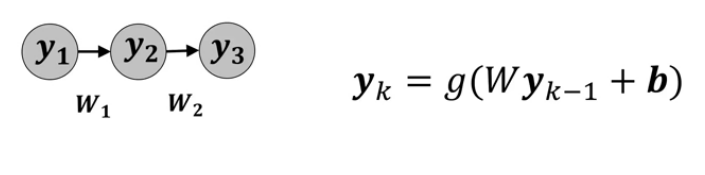 y₁ y₂ y₃
W₁ W₂
yₖ = g(Wyₖ₋₁ + b)